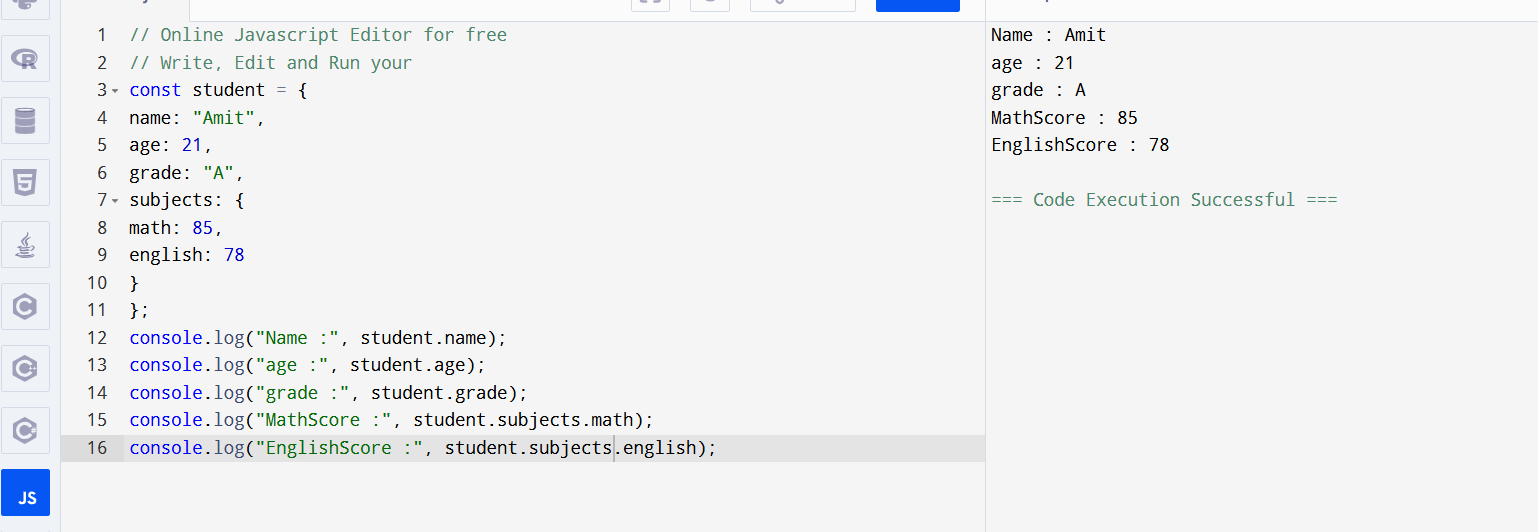 1 // Online Javascript Editor for free
2 // Write, Edit and Run your
3 const student = {
4 name: "Amit",
5 age: 21,
6 grade: "A",
7 subjects: {
8 math: 85,
9 english: 78
10 }
11 };
12 console.log("Name :", student.name);
13 console.log("age :", student.age);
14 console.log("grade :", student.grade);
15 console.log("MathScore :", student.subjects.math);
16 console.log("EnglishScore :", student.subjects.english);
JS
Name : Amit
age : 21
grade : A
MathScore : 85
EnglishScore : 78
=== Code Execution Successful ===